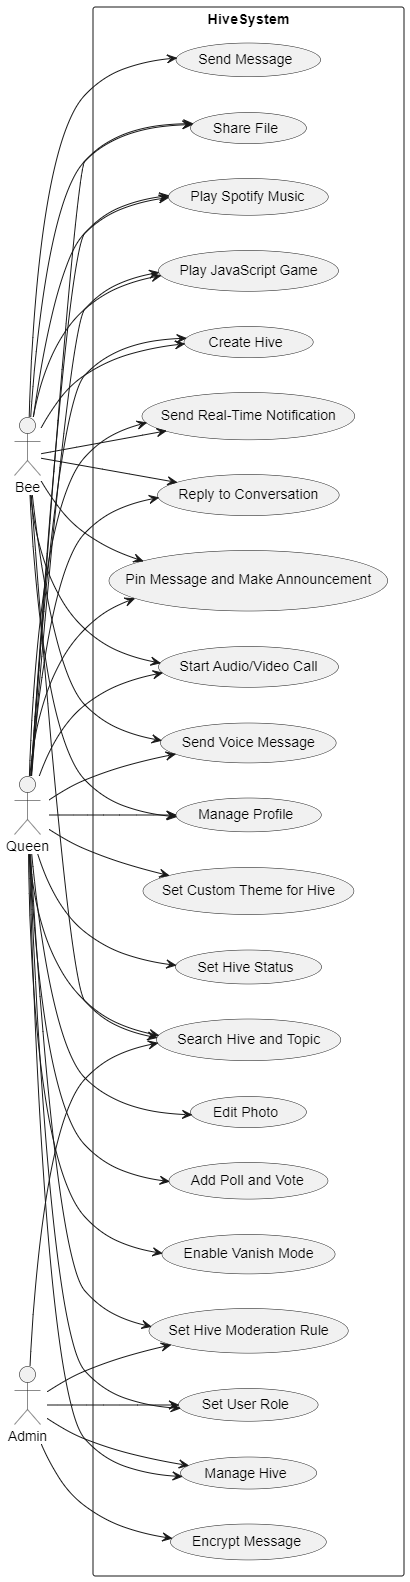 HiveSystem
Send Message
Share File
Play Spotify Music
Play JavaScript Game
Create Hive
Send Real-Time Notification
Bee
Reply to Conversation
Pin Message and Make Announcement
Start Audio/Video Call
Send Voice Message
Manage Profile
Queen
Set Custom Theme for Hive
Set Hive Status
Search Hive and Topic
Edit Photo
Add Poll and Vote
Enable Vanish Mode
Set Hive Moderation Rule
Set User Role
Admin
Manage Hive
Encrypt Message